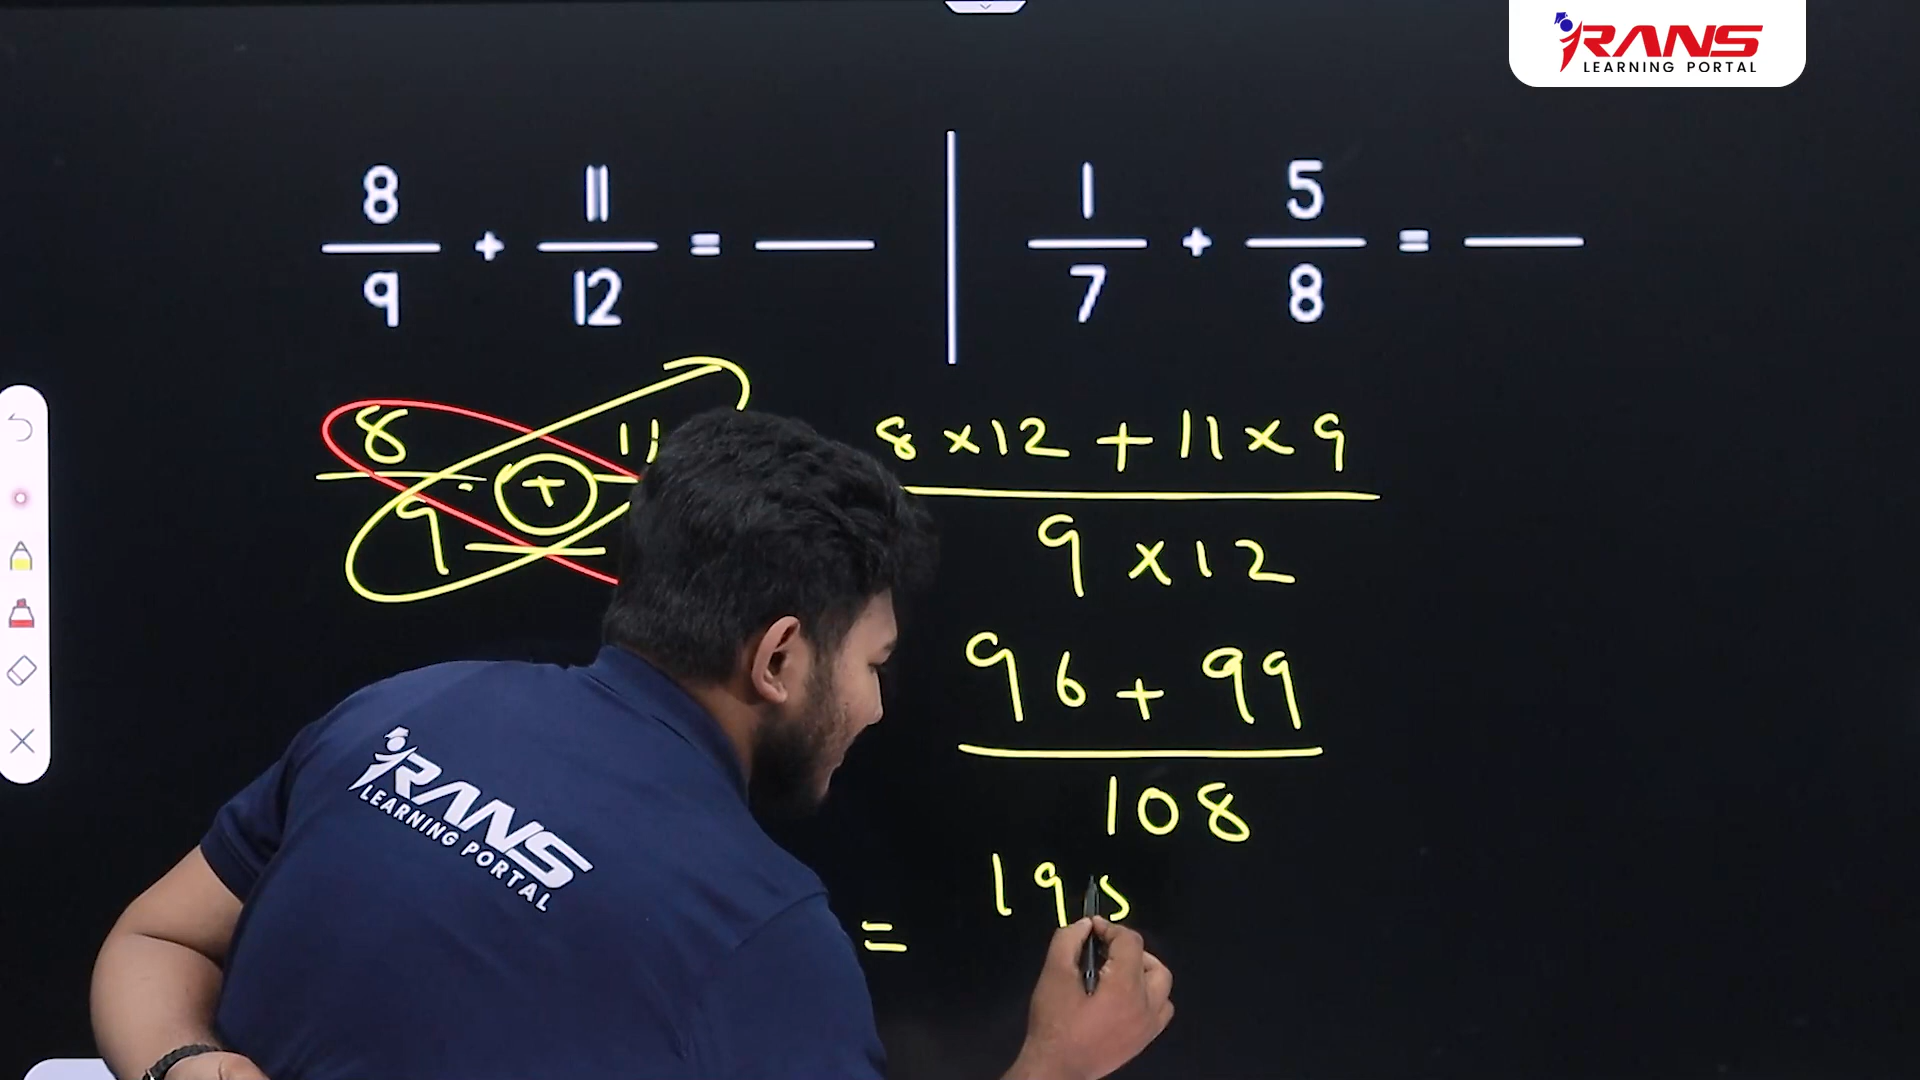 RANS
LEARNING PORTAL
8/9 + 11/12 = ___ | 1/7 + 5/8 = ___
8/9 + 11
8 × 12 + 11 × 9
9 × 12
96 + 99
108
= 195
RANS
LEARNING PORTAL